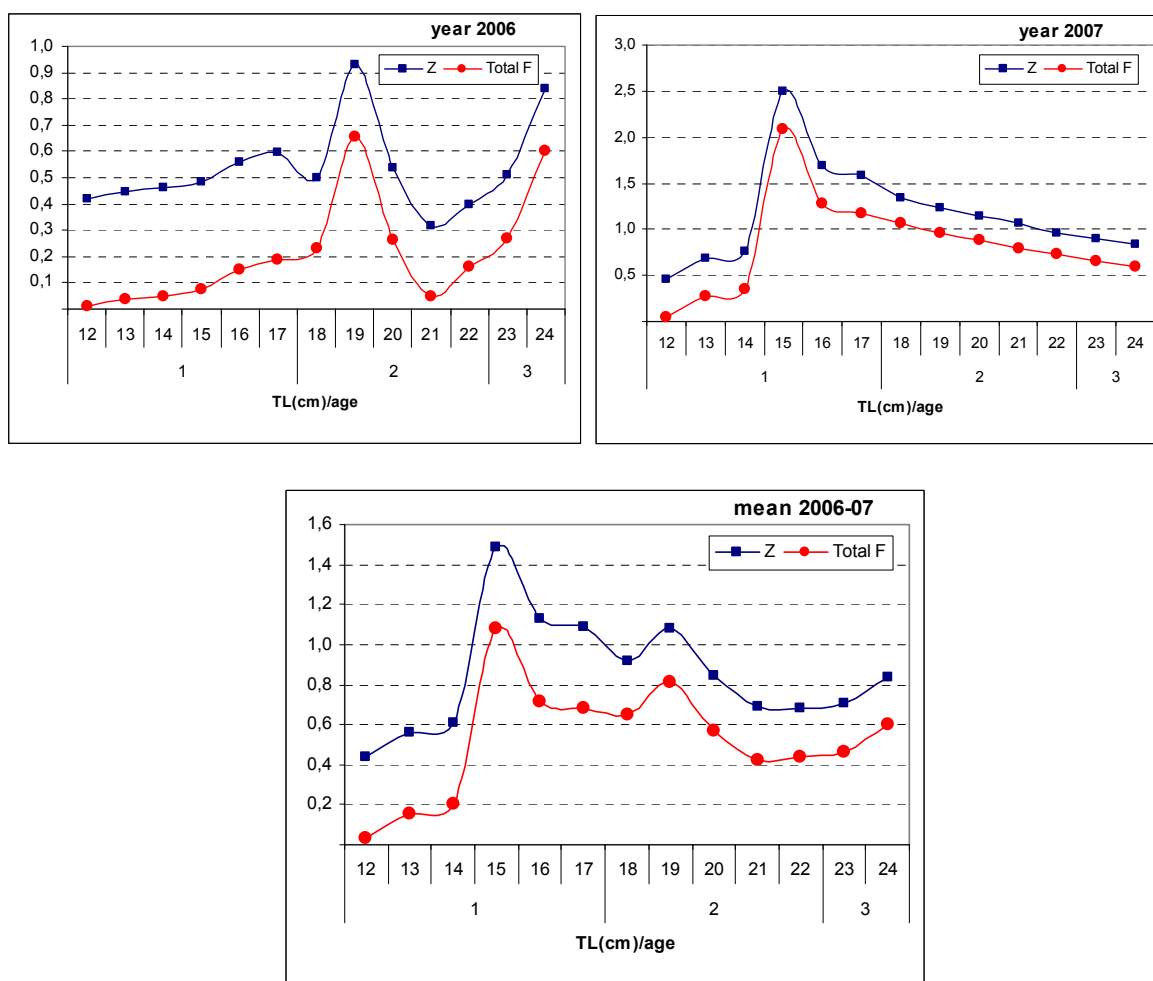 year 2006
Z Total F
1,0
0,9
0,8
0,7
0,6
0,5
0,4
0,3
0,2
0,1
12 13 14 15 16 17 18 19 20 21 22 23 24
1 2 3
TL(cm)/age
year 2007
Z Total F
3,0
2,5
2,0
1,5
1,0
0,5
12 13 14 15 16 17 18 19 20 21 22 23 24
1 2 3
TL(cm)/age
mean 2006-07
Z Total F
1,6
1,4
1,2
1,0
0,8
0,6
0,4
0,2
12 13 14 15 16 17 18 19 20 21 22 23 24
1 2 3
TL(cm)/age